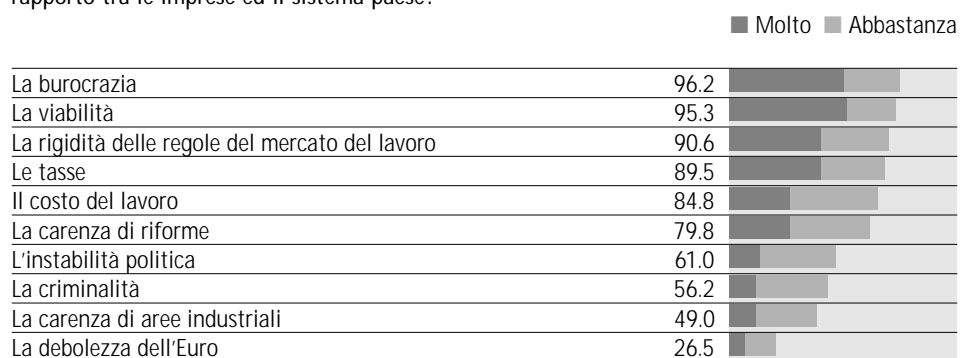 rapporto tra le imprese ed il sistema paese?
Molto Abbastanza
La burocrazia 96.2
La viabilità 95.3
La rigidità delle regole del mercato del lavoro 90.6
Le tasse 89.5
Il costo del lavoro 84.8
La carenza di riforme 79.8
L'instabilità politica 61.0
La criminalità 56.2
La carenza di aree industriali 49.0
La debolezza dell'Euro 26.5